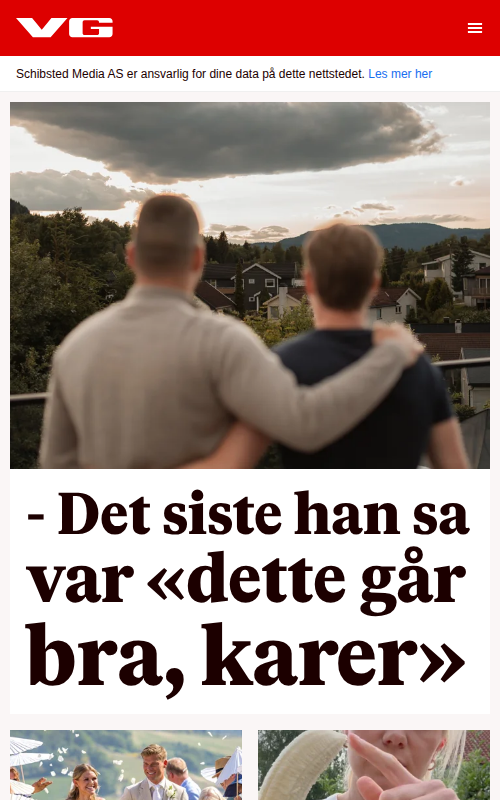 VG
Schibsted Media AS er ansvarlig for dine data på dette nettstedet. Les mer her
- Det siste han sa
var «dette går
bra, karer»